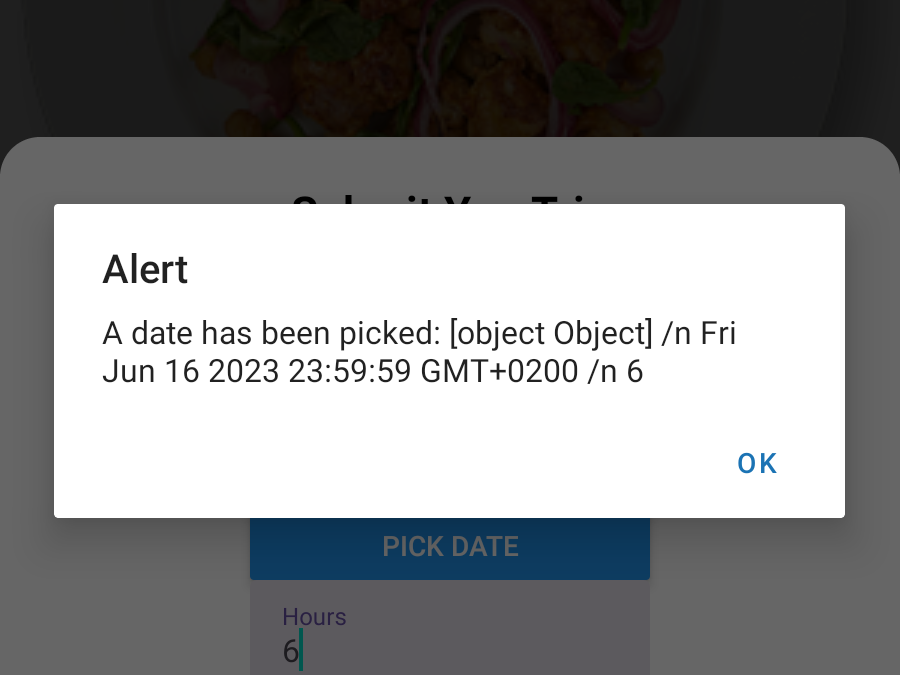 Alert
A date has been picked: [object Object] /n Fri
Jun 16 2023 23:59:59 GMT+0200 /n 6
OK
PICK DATE
Hours
6